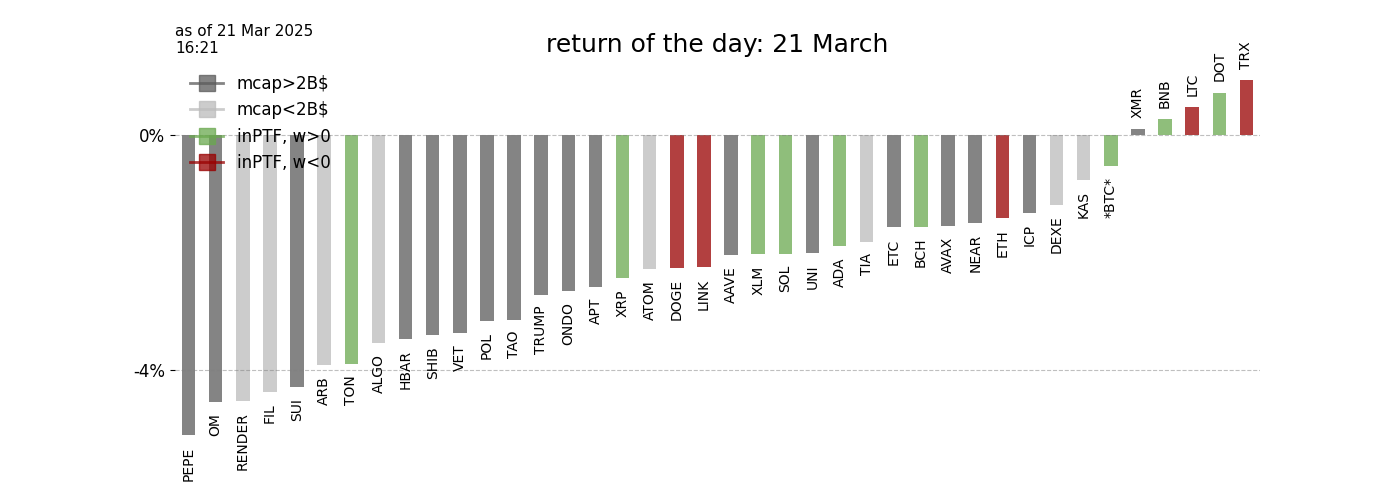 as of 21 Mar 2025
16:21
return of the day: 21 March
mcap>2B$
mcap<2B$
inPTF, w>0
inPTF, w<0
0%
-4%
PEPE
OM
RENDER
FIL
SUI
ARB
TON
ALGO
HBAR
SHIB
VET
POL
TAO
TRUMP
ONDO
APT
XRP
ATOM
DOGE
LINK
AAVE
XLM
SOL
UNI
ADA
TIA
ETC
BCH
AVAX
NEAR
ETH
ICP
DEXE
KAS
*BTC*
XMR
BNB
LTC
DOT
TRX